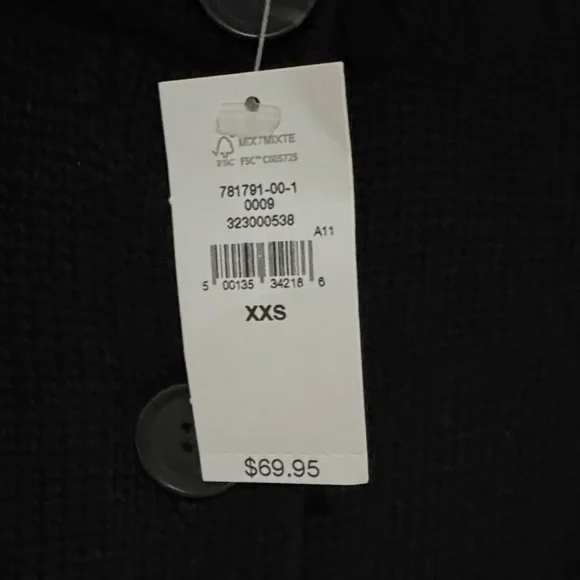 MIX/MIXTE
FSC FSC™ C005725
781791-00-1
0009
323000538
A11
5 00135 34218 6
XXS
$69.95